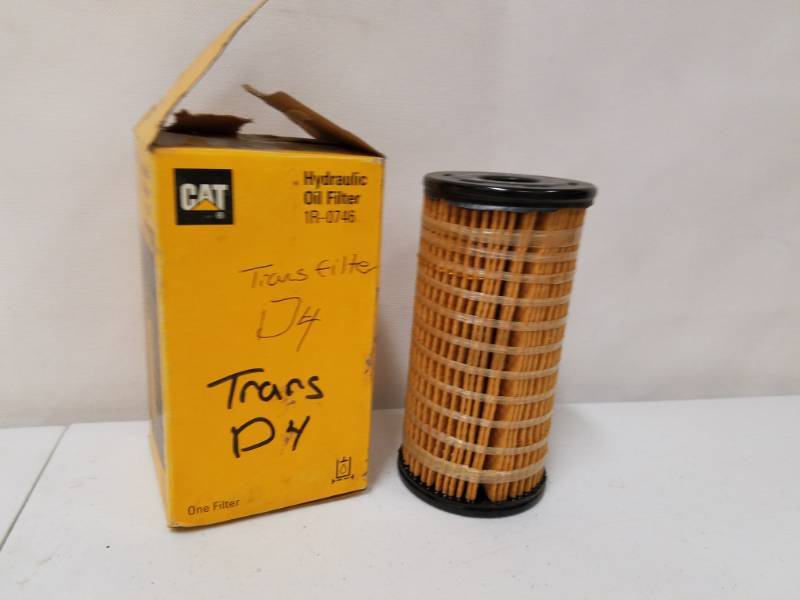 CAT
®
Hydraulic
Oil Filter
1R-0746
Trans filter
D4
Trans
D4
One Filter